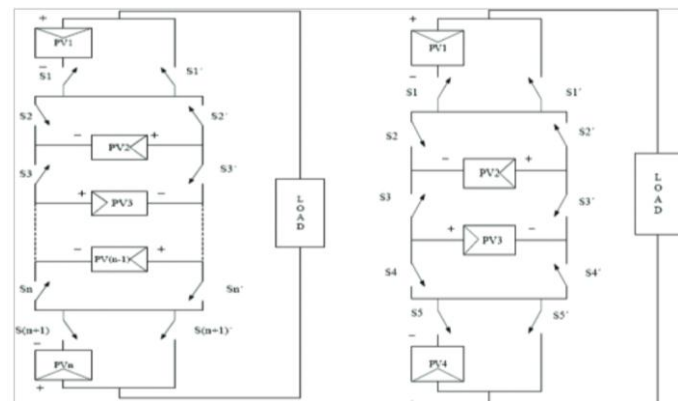 +
PV1
−
S1
S1´
S2
S2´
−
PV2
+
S3
S3´
+
PV3
−
−
PV(n-1)
+
Sn
Sn´
S(n+1)
S(n+1)´
−
PVn
+
LOAD
+
PV1
−
S1
S1´
S2
S2´
−
PV2
+
S3
S3´
+
PV3
−
S4
S4´
S5
S5´
−
PV4
+
LOAD